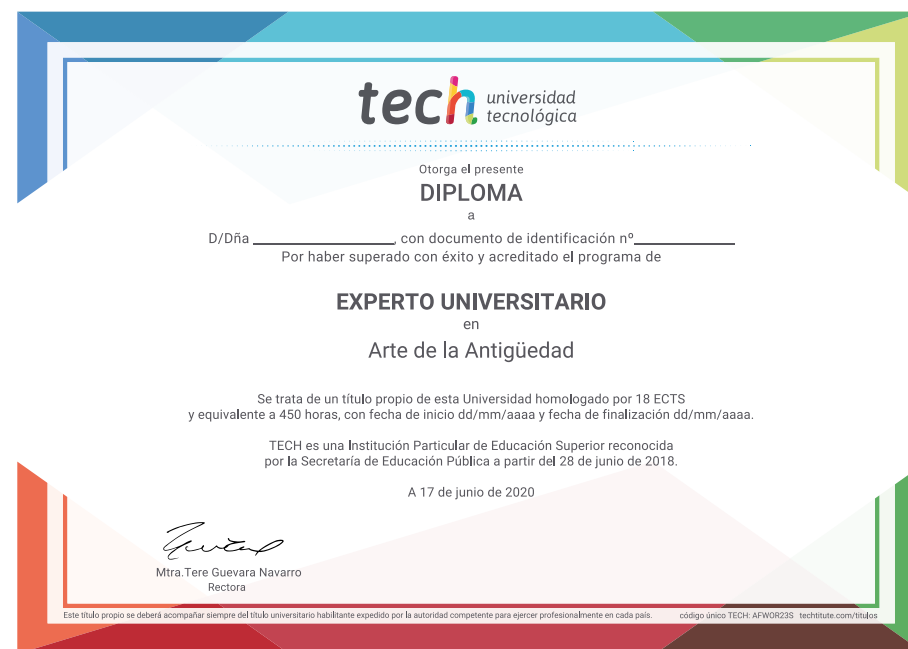 tech universidad
tecnológica
Otorga el presente
DIPLOMA
a
D/Dña ____________, con documento de identificación nº____________
Por haber superado con éxito y acreditado el programa de
EXPERTO UNIVERSITARIO
en
Arte de la Antigüedad
Se trata de un título propio de esta Universidad homologado por 18 ECTS
y equivalente a 450 horas, con fecha de inicio dd/mm/aaaa y fecha de finalización dd/mm/aaaa.
TECH es una Institución Particular de Educación Superior reconocida
por la Secretaría de Educación Pública a partir del 28 de junio de 2018.
A 17 de junio de 2020
Mtra.Tere Guevara Navarro
Rectora
Este título propio se deberá acompañar siempre del título universitario habilitante expedido por la autoridad competente para ejercer profesionalmente en cada país. código único TECH: AFWOR23S techtitute.com/titulos